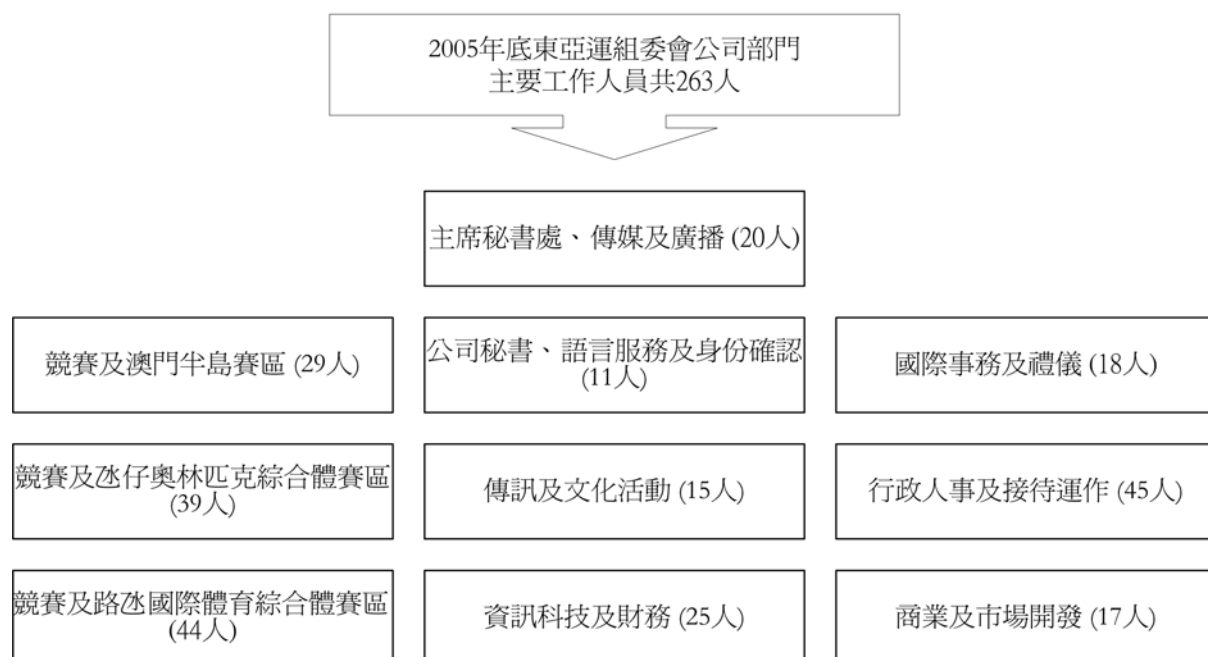 2005年底東亞運組委會公司部門
主要工作人員共263人
主席秘書處、傳媒及廣播 (20人)
競賽及澳門半島賽區 (29人)
公司秘書、語言服務及身份確認
(11人)
國際事務及禮儀 (18人)
競賽及氹仔奧林匹克綜合體賽區
(39人)
傳訊及文化活動 (15人)
行政人事及接待運作 (45人)
競賽及路氹國際體育綜合體賽區
(44人)
資訊科技及財務 (25人)
商業及市場開發 (17人)